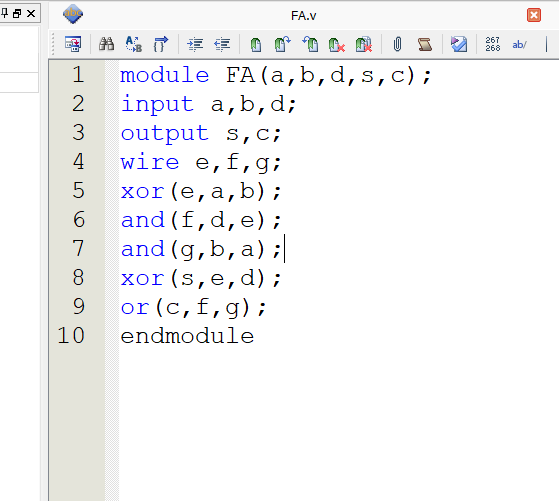 FA.v
267
268 ab/
1 module FA(a,b,d,s,c);
2 input a,b,d;
3 output s,c;
4 wire e,f,g;
5 xor(e,a,b);
6 and(f,d,e);
7 and(g,b,a);
8 xor(s,e,d);
9 or(c,f,g);
10 endmodule